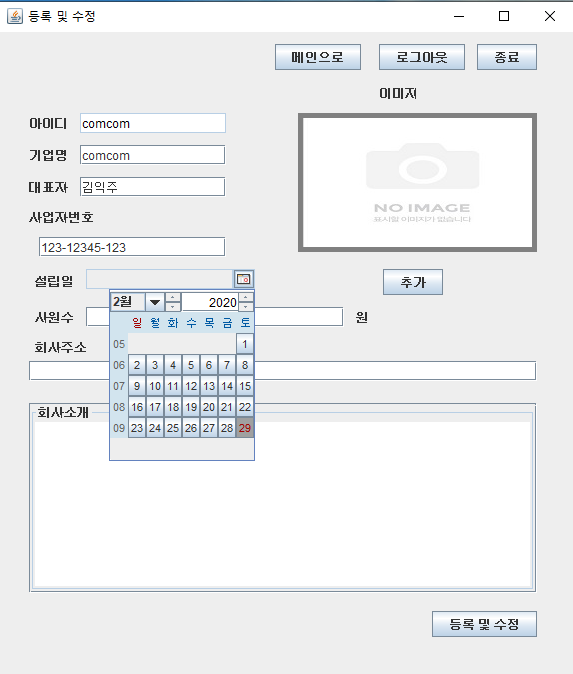 등록 및 수정
메인으로 로그아웃 종료
이미지
아이디 comcom
기업명 comcom
대표자 김익주
사업자번호
123-12345-123
NO IMAGE
표시할 이미지가 없습니다
설립일 추가
2월 2020
사원수 원
일 월 화 수 목 금 토
회사주소
05 1
06 2 3 4 5 6 7 8
07 9 10 11 12 13 14 15
08 16 17 18 19 20 21 22
09 23 24 25 26 27 28 29
회사소개
등록 및 수정